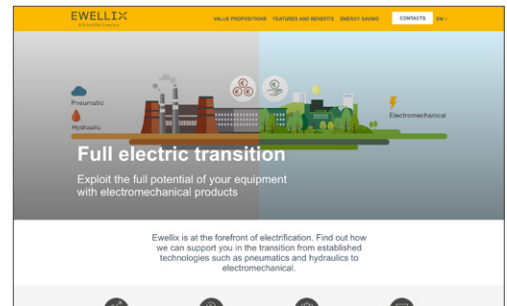 EWELLIX
VALUE PROPOSITIONS FEATURES AND BENEFITS ENERGY SAVING CONTACTS EN
Pneumatic
Hydraulic
Electromechanical
Full electric transition
Exploit the full potential of your equipment
with electromechanical products
Ewellix is at the forefront of electrification. Find out how
we can support you in the transition from established
technologies such as pneumatics and hydraulics to
electromechanical.